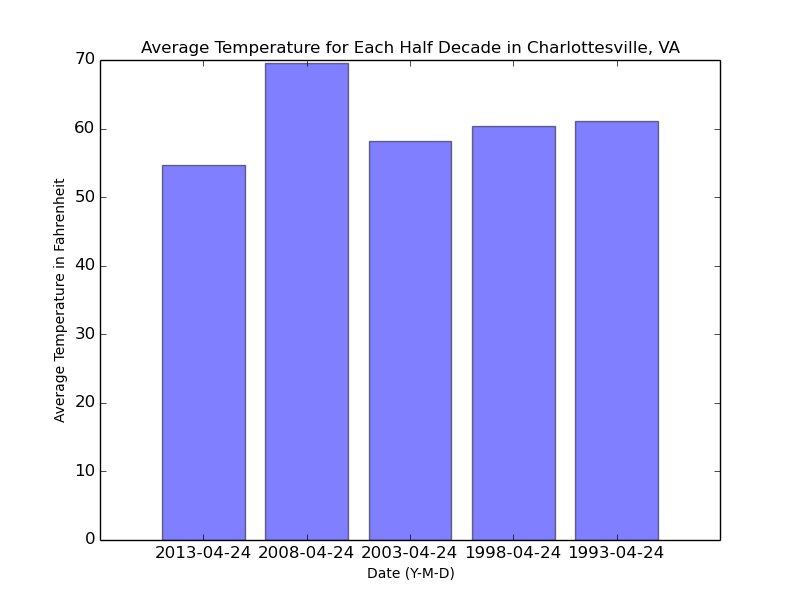 Average Temperature for Each Half Decade in Charlottesville, VA
70
60
50
40
30
20
10
0
Average Temperature in Fahrenheit
2013-04-24 2008-04-24 2003-04-24 1998-04-24 1993-04-24
Date (Y-M-D)